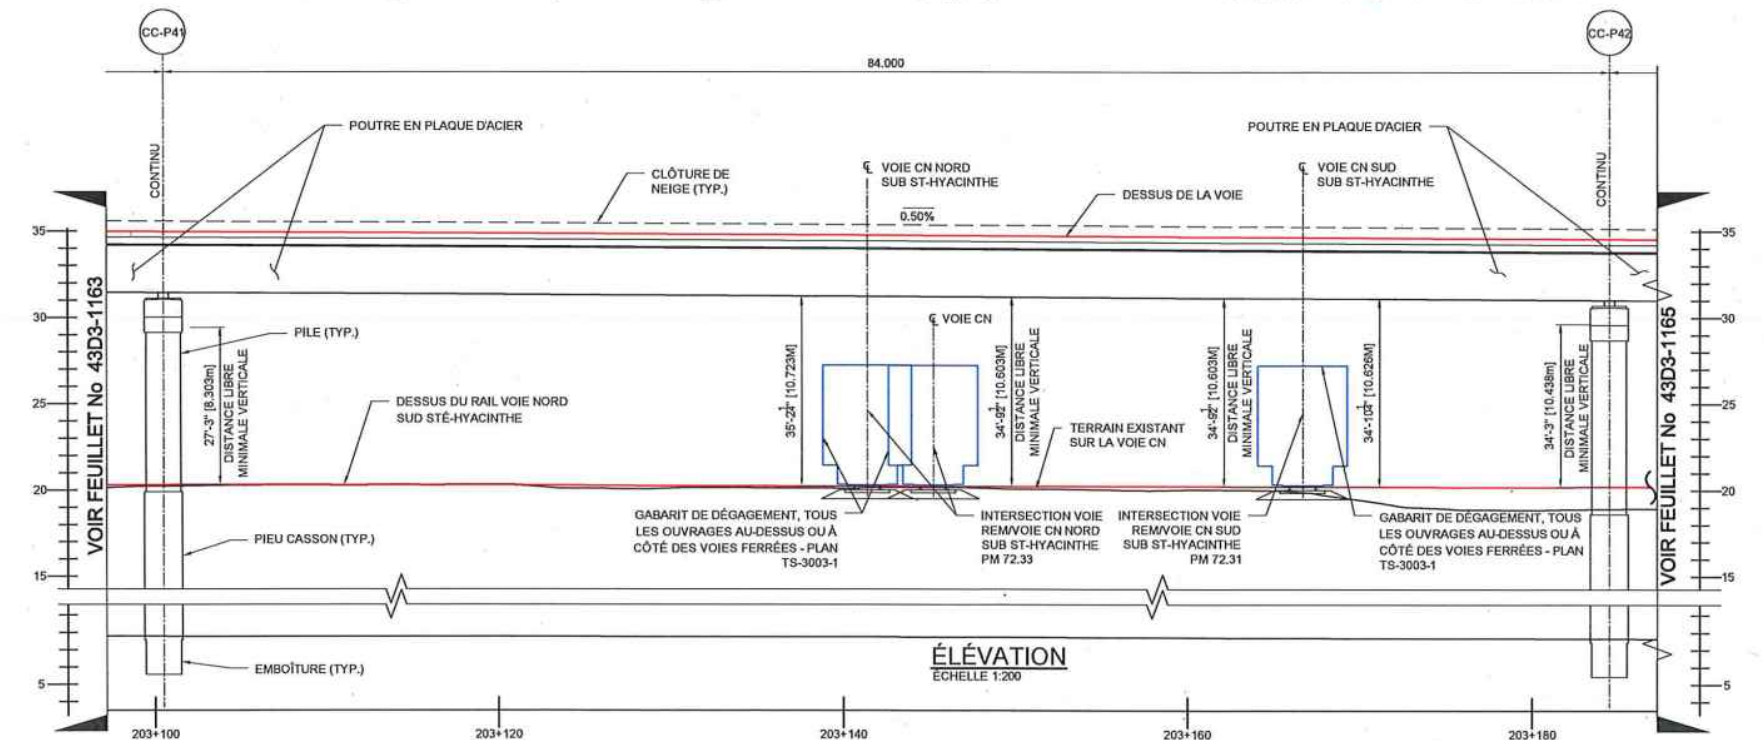 CC-P41
CC-P42
84.000
POUTRE EN PLAQUE D'ACIER
POUTRE EN PLAQUE D'ACIER
CONTINU
CONTINU
CLÔTURE DE
NEIGE (TYP.)
VOIE CN NORD
SUB ST-HYACINTHE
VOIE CN SUD
SUB ST-HYACINTHE
DESSUS DE LA VOIE
0.50%
35
30
25
20
15
5
35
30
25
20
15
5
VOIR FEUILLET No 43D3-1163
VOIR FEUILLET No 43D3-1165
PILE (TYP.)
27'-3" [8.303m]
DISTANCE LIBRE
MINIMALE VERTICALE
DESSUS DU RAIL VOIE NORD
SUD STÉ-HYACINTHE
35'-2½" [10.723M]
VOIE CN
34'-9½" [10.603M]
DISTANCE LIBRE
MINIMALE VERTICALE
TERRAIN EXISTANT
SUR LA VOIE CN
34'-9½" [10.603M]
DISTANCE LIBRE
MINIMALE VERTICALE
[10.626M]
34'-3" [10.438m]
DISTANCE LIBRE
MINIMALE VERTICALE
GABARIT DE DÉGAGEMENT, TOUS
LES OUVRAGES AU-DESSUS OU À
CÔTÉ DES VOIES FERRÉES - PLAN
TS-3003-1
INTERSECTION VOIE
REM/VOIE CN NORD
SUB ST-HYACINTHE
PM 72.33
INTERSECTION VOIE
REM/VOIE CN SUD
SUB ST-HYACINTHE
PM 72.31
GABARIT DE DÉGAGEMENT, TOUS
LES OUVRAGES AU-DESSUS OU À
CÔTÉ DES VOIES FERRÉES - PLAN
TS-3003-1
PIEU CASSON (TYP.)
EMBOÎTURE (TYP.)
ÉLÉVATION
ÉCHELLE 1:200
203+100
203+120
203+140
203+160
203+180